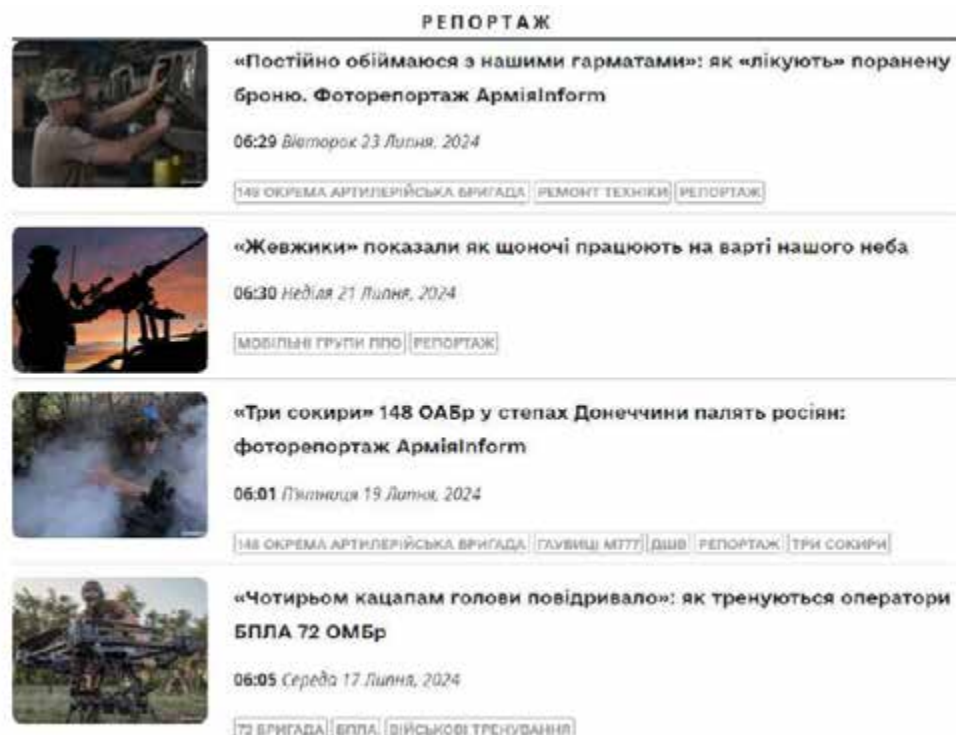 РЕПОРТАЖ
«Постійно обіймаюся з нашими гарматами»: як «лікують» поранену
броню. Фоторепортаж АрміяInform
06:29 Вівторок 23 Липня, 2024
148 ОКРЕМА АРТИЛЕРІЙСЬКА БРИГАДА РЕМОНТ ТЕХНІКИ РЕПОРТАЖ
«Жевжики» показали як щоночі працюють на варті нашого неба
06:30 Неділя 21 Липня, 2024
МОБІЛЬНІ ГРУПИ ППО РЕПОРТАЖ
«Три сокири» 148 ОАБр у степах Донеччини палять росіян:
фоторепортаж АрміяInform
06:01 П'ятниця 19 Липня, 2024
148 ОКРЕМА АРТИЛЕРІЙСЬКА БРИГАДА ГАУБИЦІ М777 ДШВ РЕПОРТАЖ ТРИ СОКИРИ
«Чотирьом кацапам голови повідривало»: як тренуються оператори
БПЛА 72 ОМБр
06:05 Середа 17 Липня, 2024
72 БРИГАДА БПЛА ВІЙСЬКОВІ ТРЕНУВАННЯ